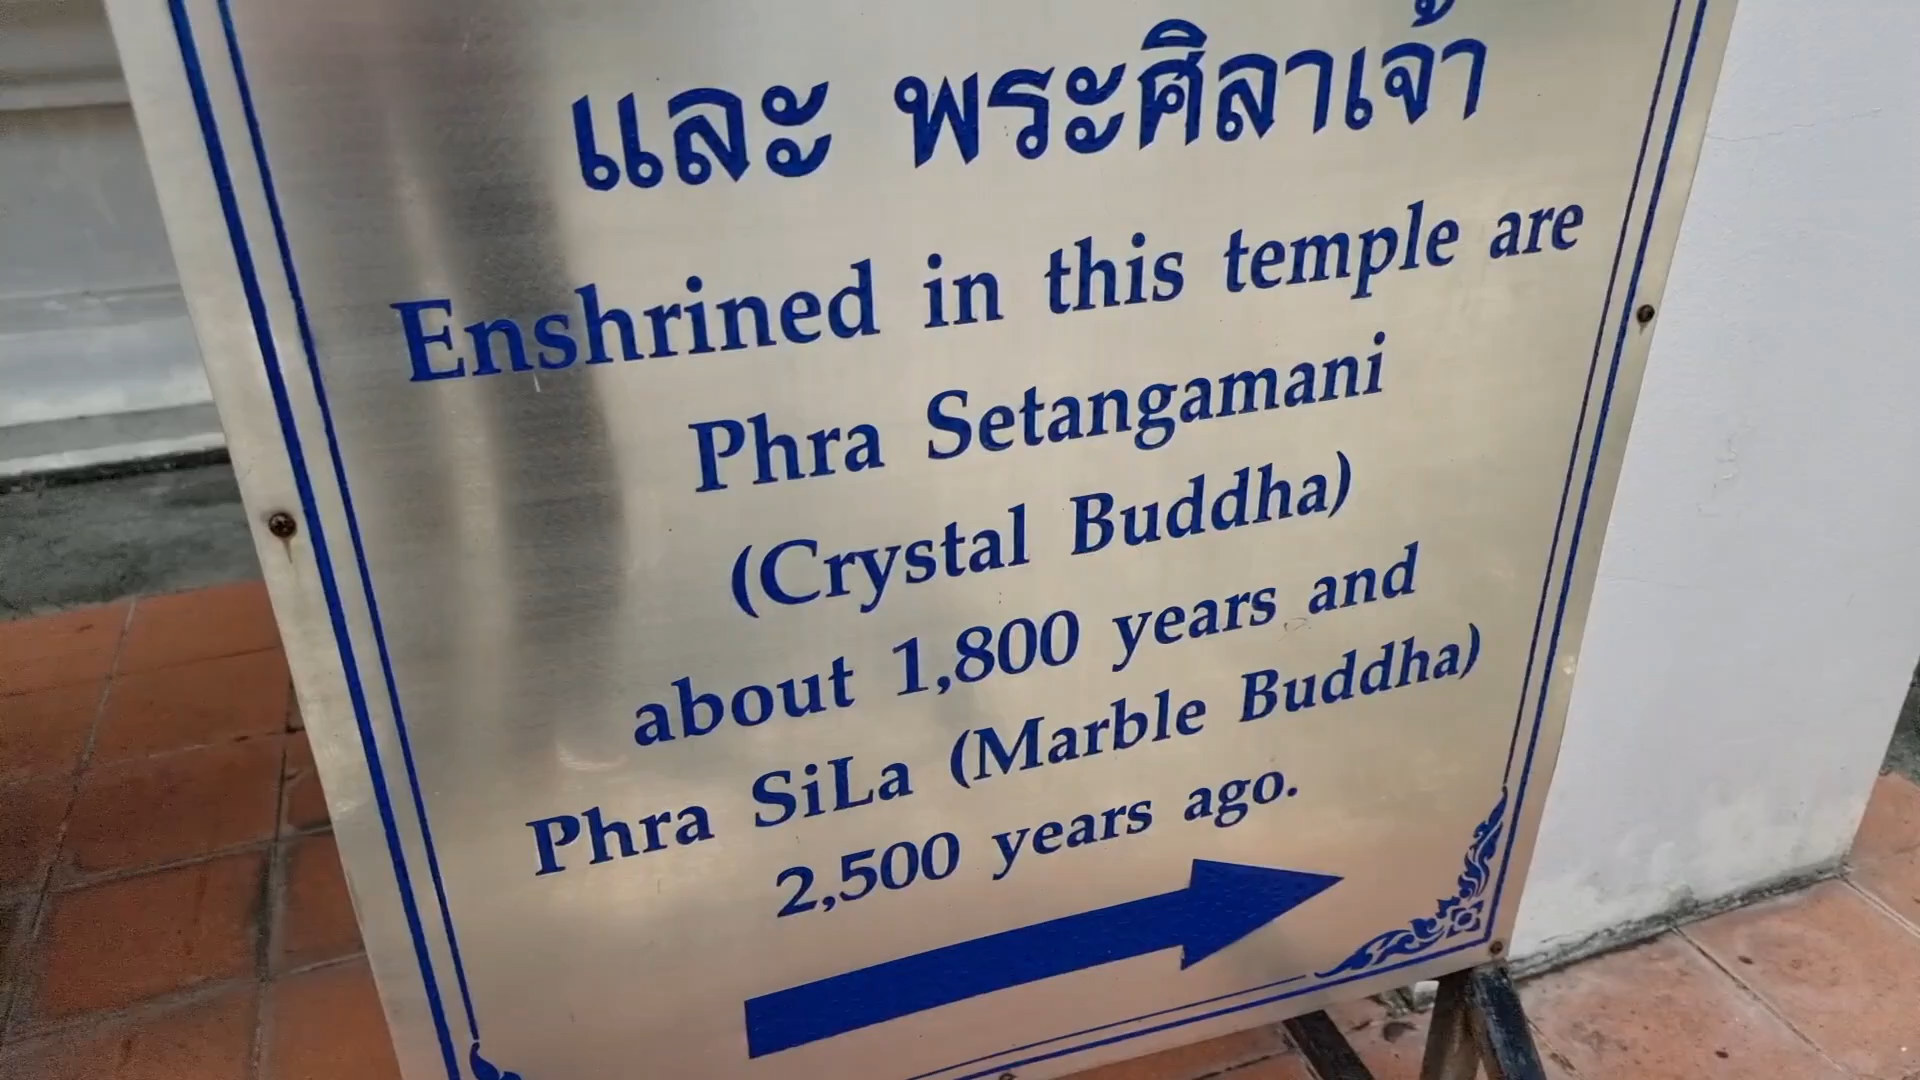 และ พระศิลาเจ้า
Enshrined in this temple are
Phra Setangamani
(Crystal Buddha)
about 1,800 years and
Phra SiLa (Marble Buddha)
2,500 years ago.